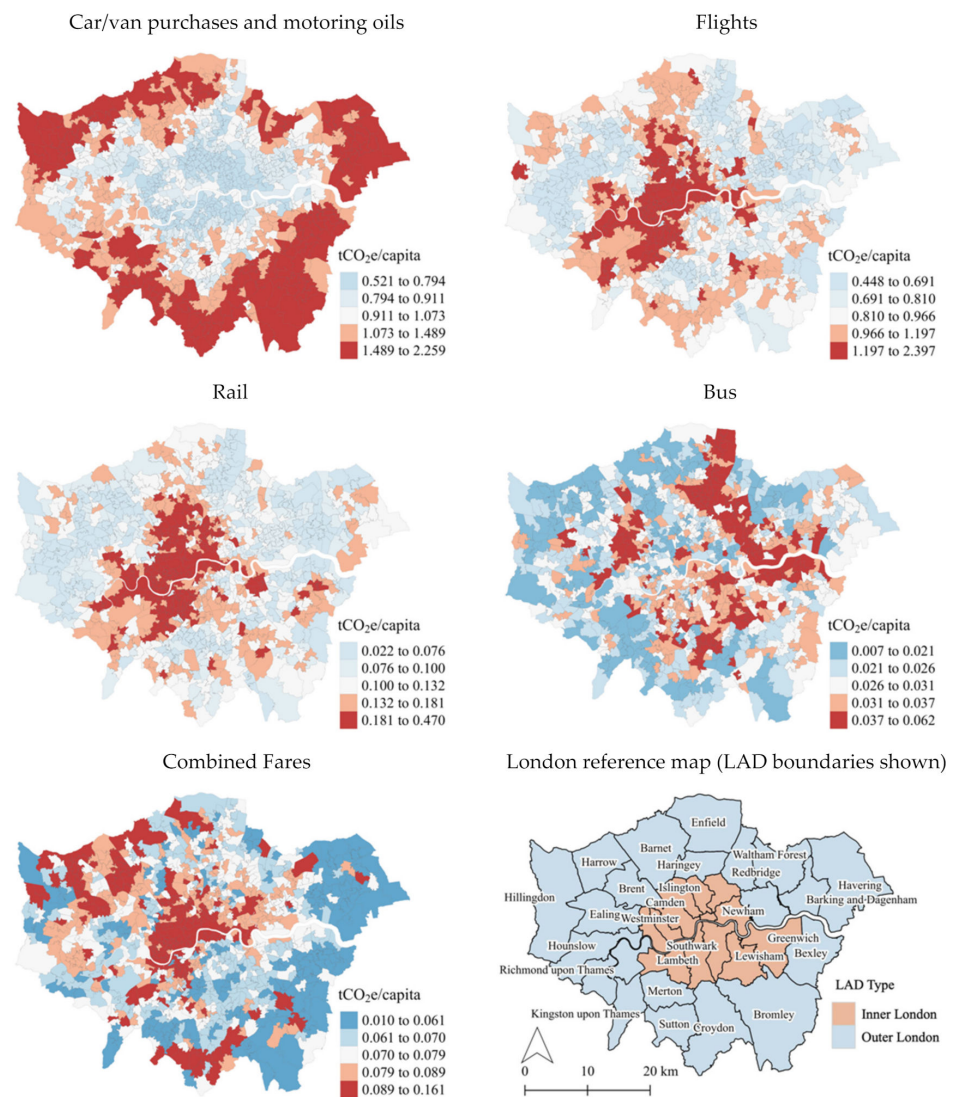 Car/van purchases and motoring oils
Flights
tCO₂e/capita
0.521 to 0.794
0.794 to 0.911
0.911 to 1.073
1.073 to 1.489
1.489 to 2.259
tCO₂e/capita
0.448 to 0.691
0.691 to 0.810
0.810 to 0.966
0.966 to 1.197
1.197 to 2.397
Rail
Bus
tCO₂e/capita
0.022 to 0.076
0.076 to 0.100
0.100 to 0.132
0.132 to 0.181
0.181 to 0.470
tCO₂e/capita
0.007 to 0.021
0.021 to 0.026
0.026 to 0.031
0.031 to 0.037
0.037 to 0.062
Combined Fares
London reference map (LAD boundaries shown)
tCO₂e/capita
0.010 to 0.061
0.061 to 0.070
0.070 to 0.079
0.079 to 0.089
0.089 to 0.161
Enfield
Barnet
Haringey
Waltham Forest
Redbridge
Harrow
Hillingdon
Brent
Islington
Camden
Havering
Barking and Dagenham
Ealing
Westminster
Newham
Hounslow
Southwark
Greenwich
Lambeth
Lewisham
Bexley
Richmond upon Thames
Merton
Kingston upon Thames
Sutton
Croydon
Bromley
LAD Type
Inner London
Outer London
0
10
20 km